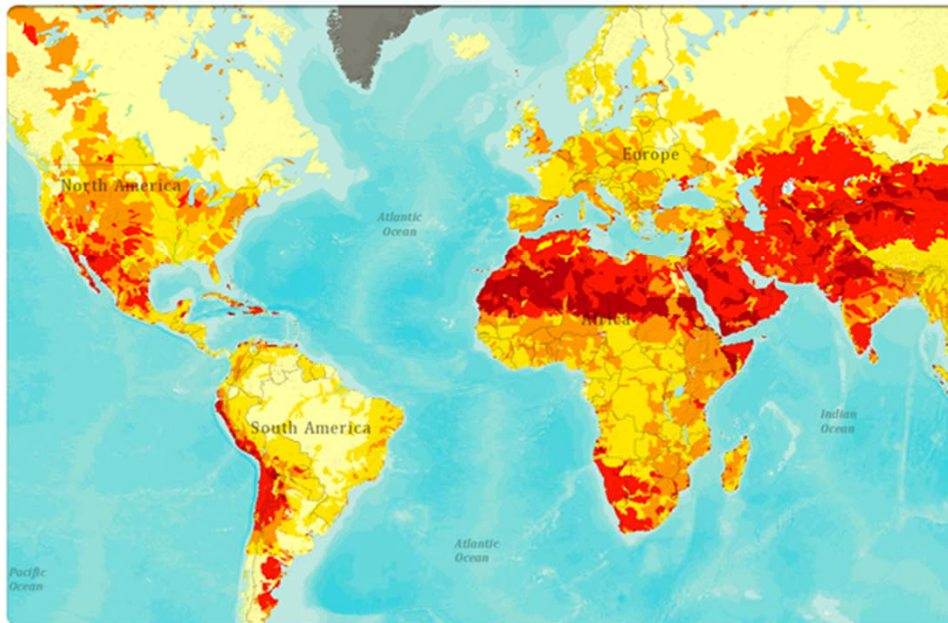 North America
Europe
Atlantic
Ocean
Africa
South America
Indian
Ocean
Atlantic
Ocean
Pacific
Ocean